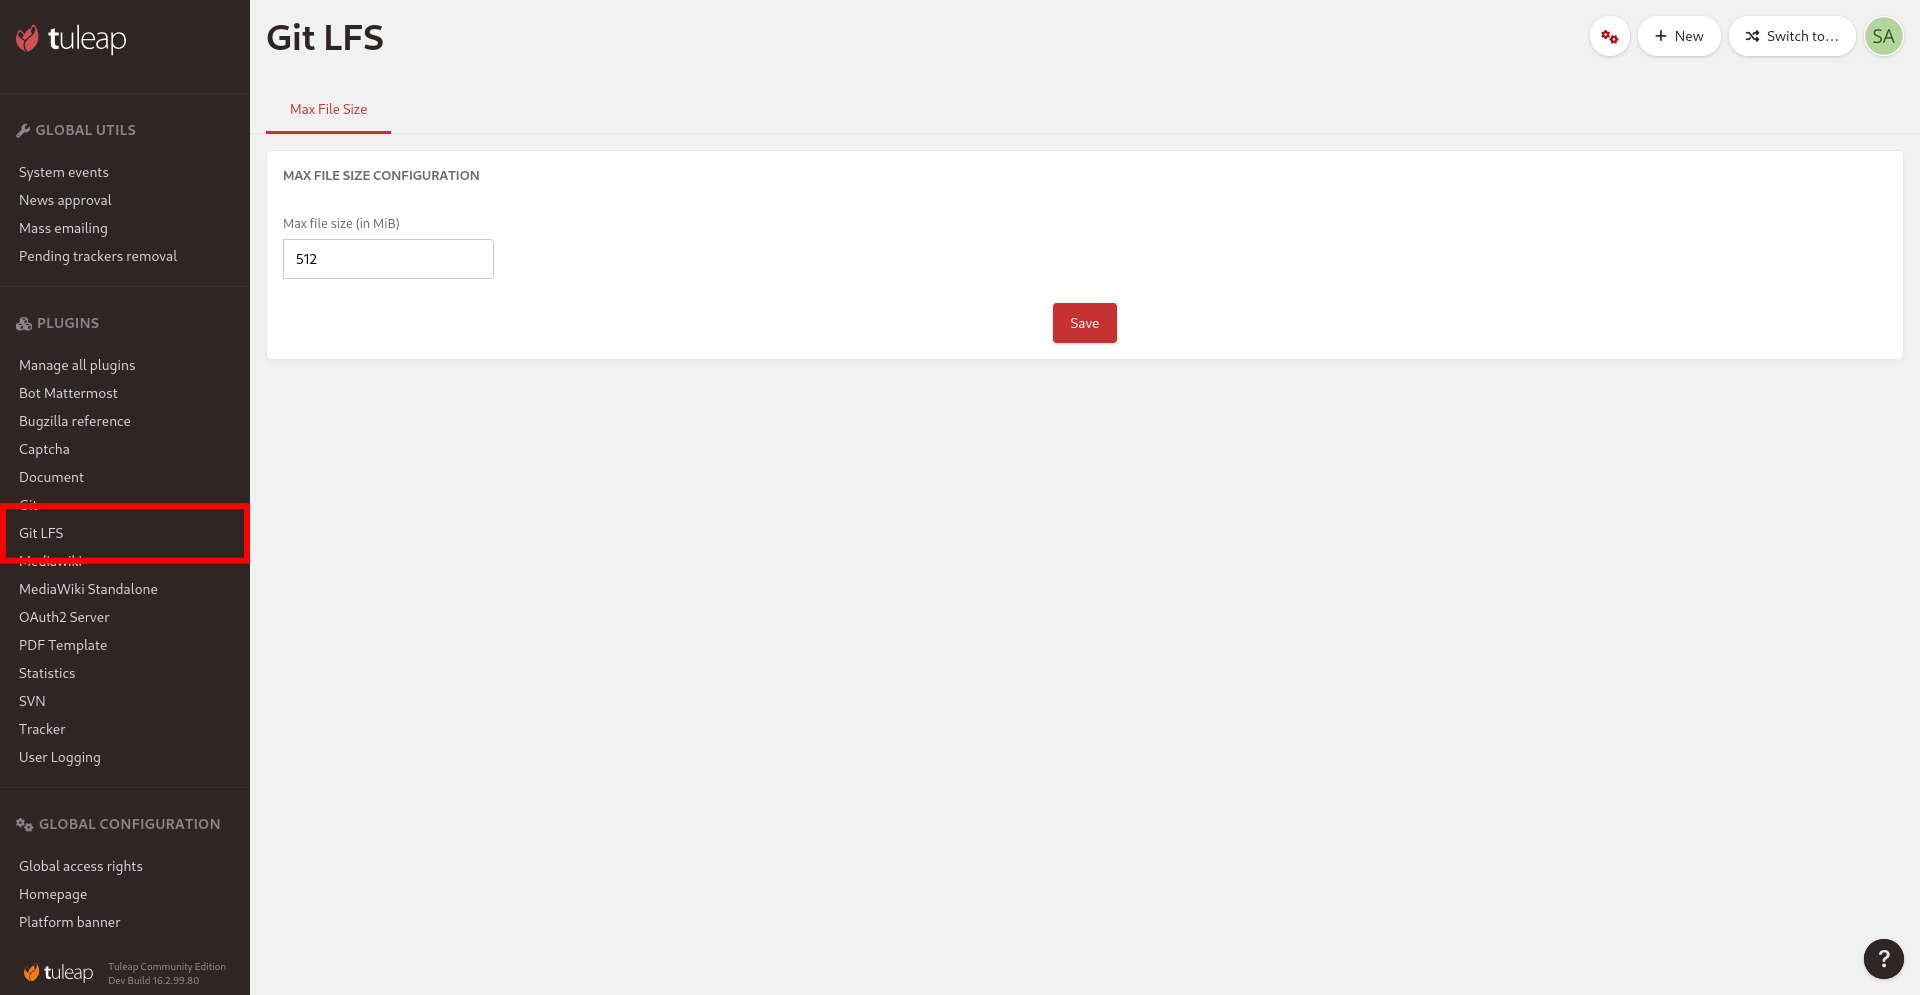 tuleap
GLOBAL UTILS
System events
News approval
Mass emailing
Pending trackers removal
PLUGINS
Manage all plugins
Bot Mattermost
Bugzilla reference
Captcha
Document
Git
Git LFS
Mediawiki
MediaWiki Standalone
OAuth2 Server
PDF Template
Statistics
SVN
Tracker
User Logging
GLOBAL CONFIGURATION
Global access rights
Homepage
Platform banner
tuleap
Tuleap Community Edition
Dev Build 16.2.99.80
Git LFS
New
Switch to...
SA
Max File Size
MAX FILE SIZE CONFIGURATION
Max file size (in MiB)
512
Save
?